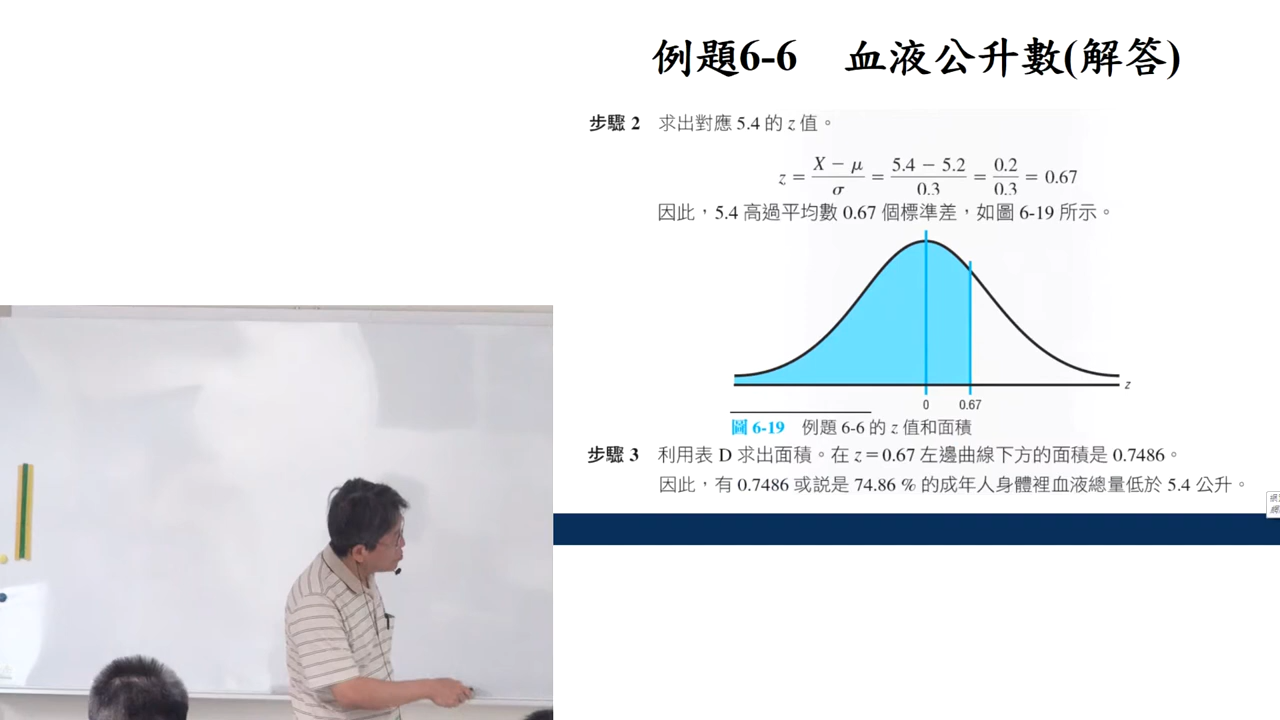 例題6-6 血液公升數(解答)
步驟 2 求出對應 5.4 的 z 值。
z = X − μ / σ = 5.4 − 5.2 / 0.3 = 0.2 / 0.3 = 0.67
因此，5.4 高過平均數 0.67 個標準差，如圖 6-19 所示。
z
0 0.67
圖 6-19 例題 6-6 的 z 值和面積
步驟 3 利用表 D 求出面積。在 z = 0.67 左邊曲線下方的面積是 0.7486。
因此，有 0.7486 或說是 74.86 % 的成年人身體裡血液總量低於 5.4 公升。